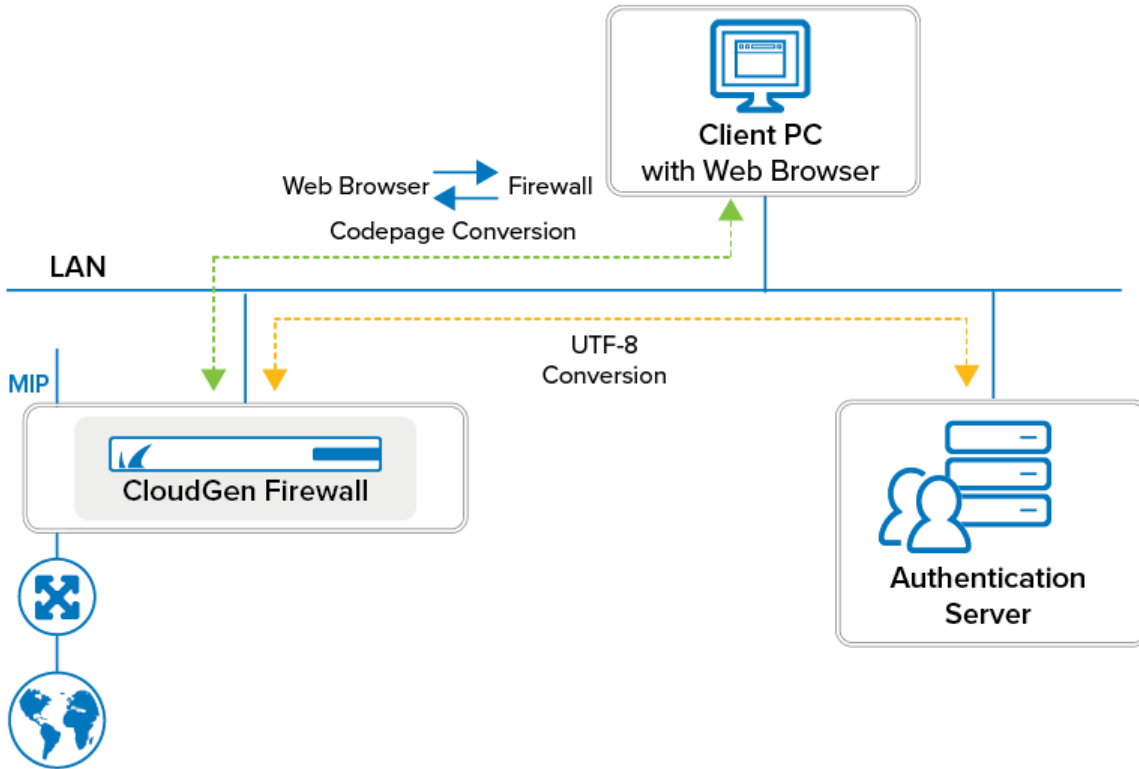 Client PC
with Web Browser
Web Browser Firewall
Codepage Conversion
LAN
UTF-8
Conversion
MIP
CloudGen Firewall
Authentication
Server